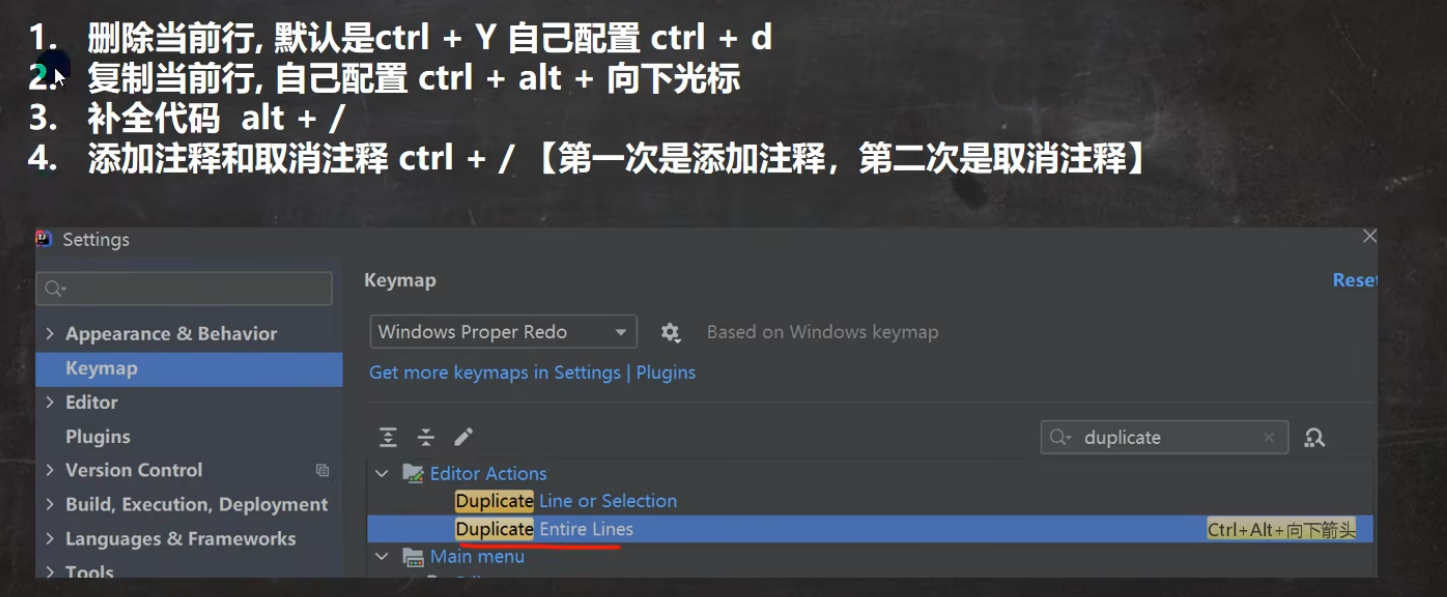 1. 删除当前行, 默认是ctrl + Y 自己配置 ctrl + d
2. 复制当前行, 自己配置 ctrl + alt + 向下光标
3. 补全代码 alt + /
4. 添加注释和取消注释 ctrl + / 【第一次是添加注释，第二次是取消注释】
Settings
Keymap
Reset
Appearance & Behavior
Windows Proper Redo
Based on Windows keymap
Keymap
Get more keymaps in Settings | Plugins
Editor
Plugins
duplicate
Version Control
Editor Actions
Build, Execution, Deployment
Duplicate Line or Selection
Languages & Frameworks
Duplicate Entire Lines
Ctrl+Alt+向下箭头
Main menu
Tools